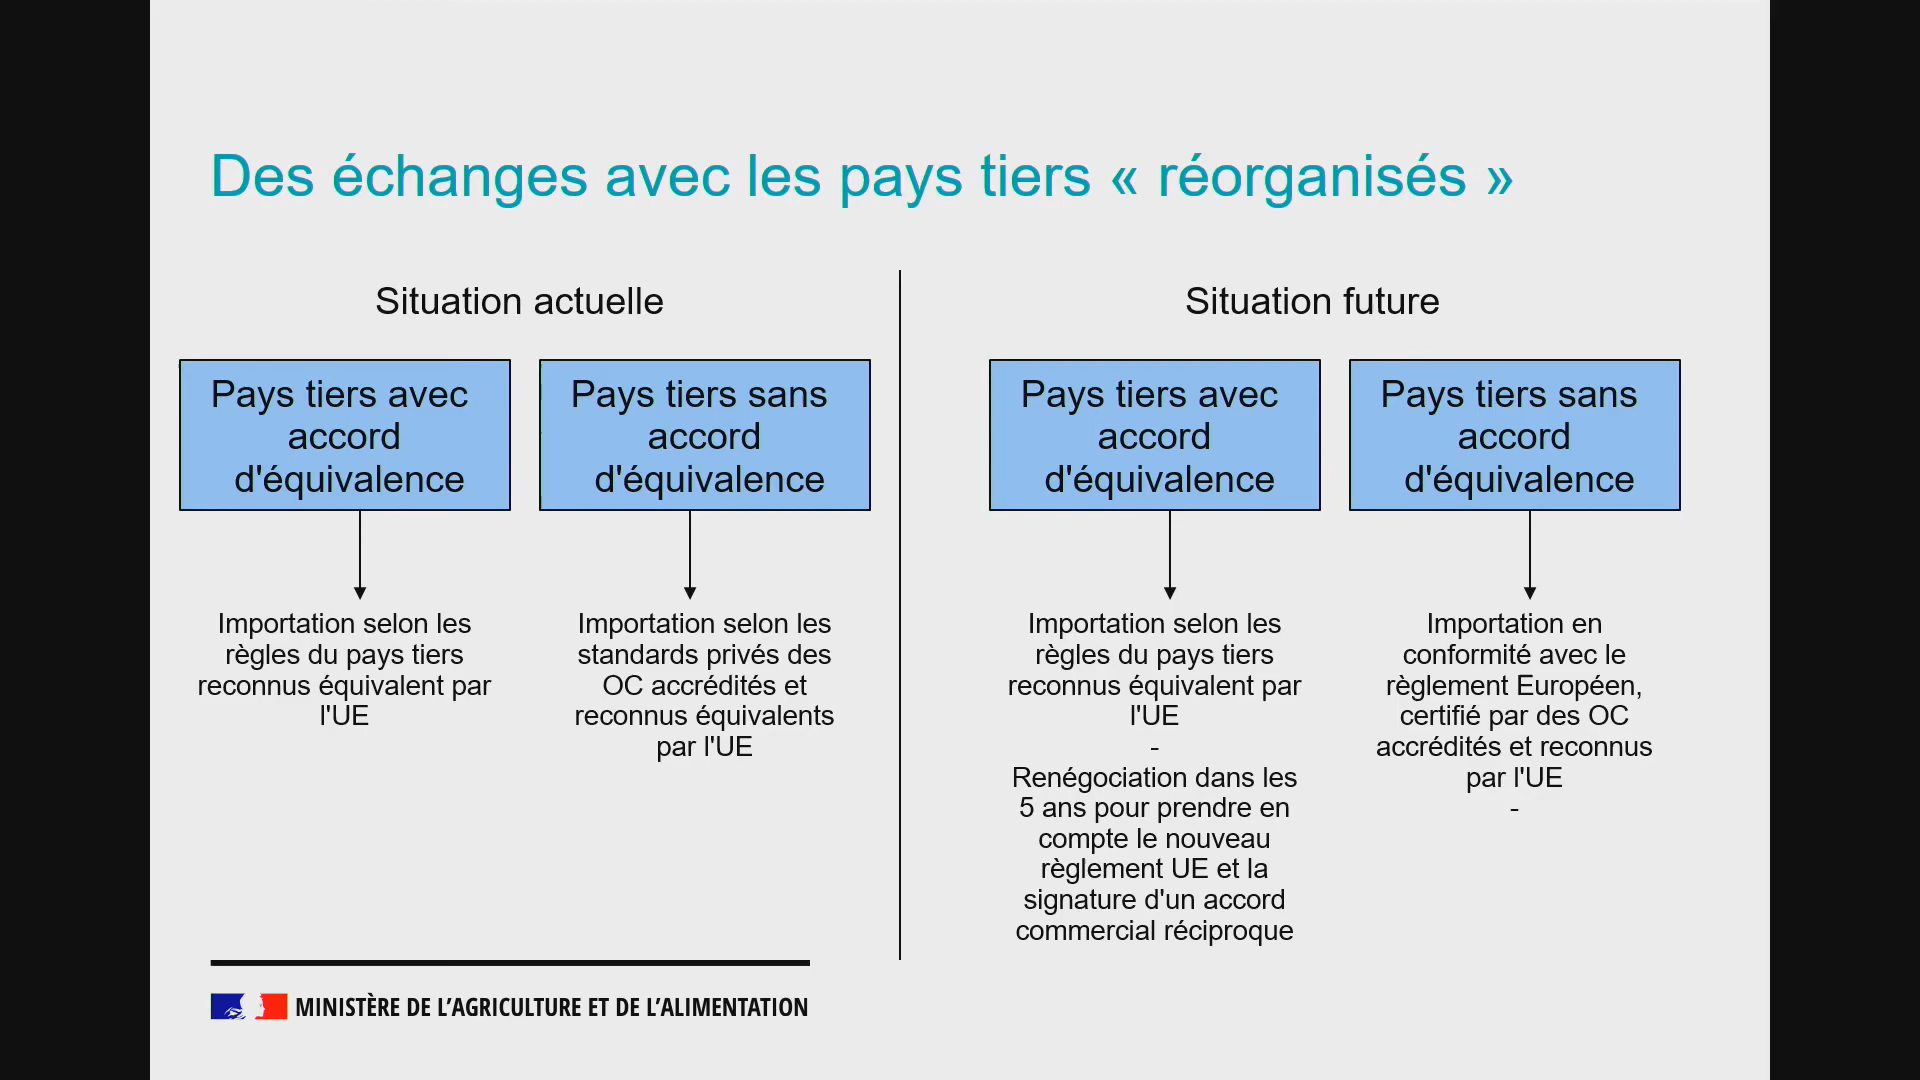 Des échanges avec les pays tiers « réorganisés »
Situation actuelle
Pays tiers avec
accord
d'équivalence
Pays tiers sans
accord
d'équivalence
Importation selon les
règles du pays tiers
reconnus équivalent par
l'UE
Importation selon les
standards privés des
OC accrédités et
reconnus équivalents
par l'UE
Situation future
Pays tiers avec
accord
d'équivalence
Pays tiers sans
accord
d'équivalence
Importation selon les
règles du pays tiers
reconnus équivalent par
l'UE
-
Renégociation dans les
5 ans pour prendre en
compte le nouveau
règlement UE et la
signature d'un accord
commercial réciproque
Importation en
conformité avec le
règlement Européen,
certifié par des OC
accrédités et reconnus
par l'UE
-
MINISTÈRE DE L'AGRICULTURE ET DE L'ALIMENTATION